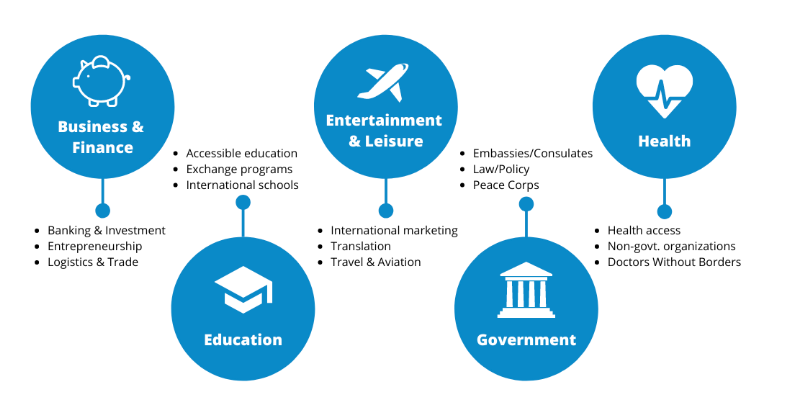 Business &
Finance
• Banking & Investment
• Entrepreneurship
• Logistics & Trade
• Accessible education
• Exchange programs
• International schools
Education
Entertainment
& Leisure
• International marketing
• Translation
• Travel & Aviation
• Embassies/Consulates
• Law/Policy
• Peace Corps
Government
Health
• Health access
• Non-govt. organizations
• Doctors Without Borders